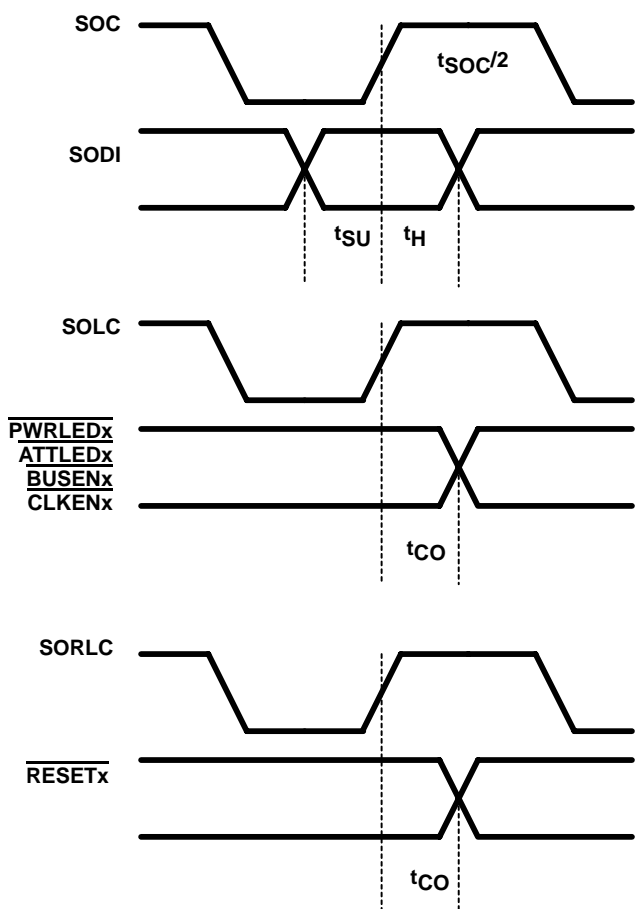 SOC
tSOC/2
SODI
tSU
tH
SOLC
PWRLEDx
ATTLEDx
BUSENx
CLKENx
tCO
SORLC
RESETx
tCO